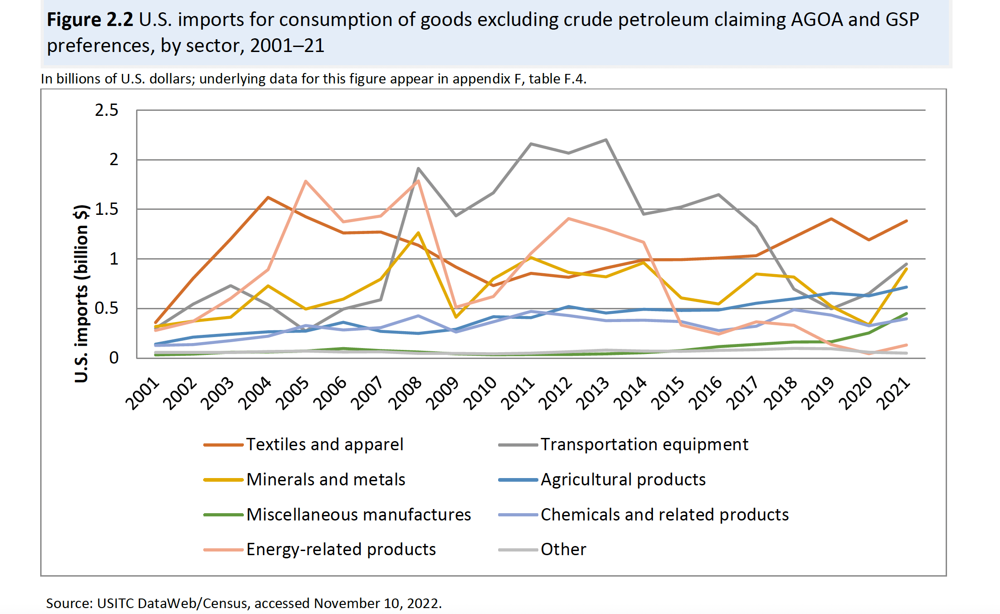 Figure 2.2 U.S. imports for consumption of goods excluding crude petroleum claiming AGOA and GSP
preferences, by sector, 2001–21
In billions of U.S. dollars; underlying data for this figure appear in appendix F, table F.4.
U.S. imports (billion $)
2.5
2
1.5
1
0.5
0
2001 2002 2003 2004 2005 2006 2007 2008 2009 2010 2011 2012 2013 2014 2015 2016 2017 2018 2019 2020 2021
Textiles and apparel Transportation equipment
Minerals and metals Agricultural products
Miscellaneous manufactures Chemicals and related products
Energy-related products Other
Source: USITC DataWeb/Census, accessed November 10, 2022.